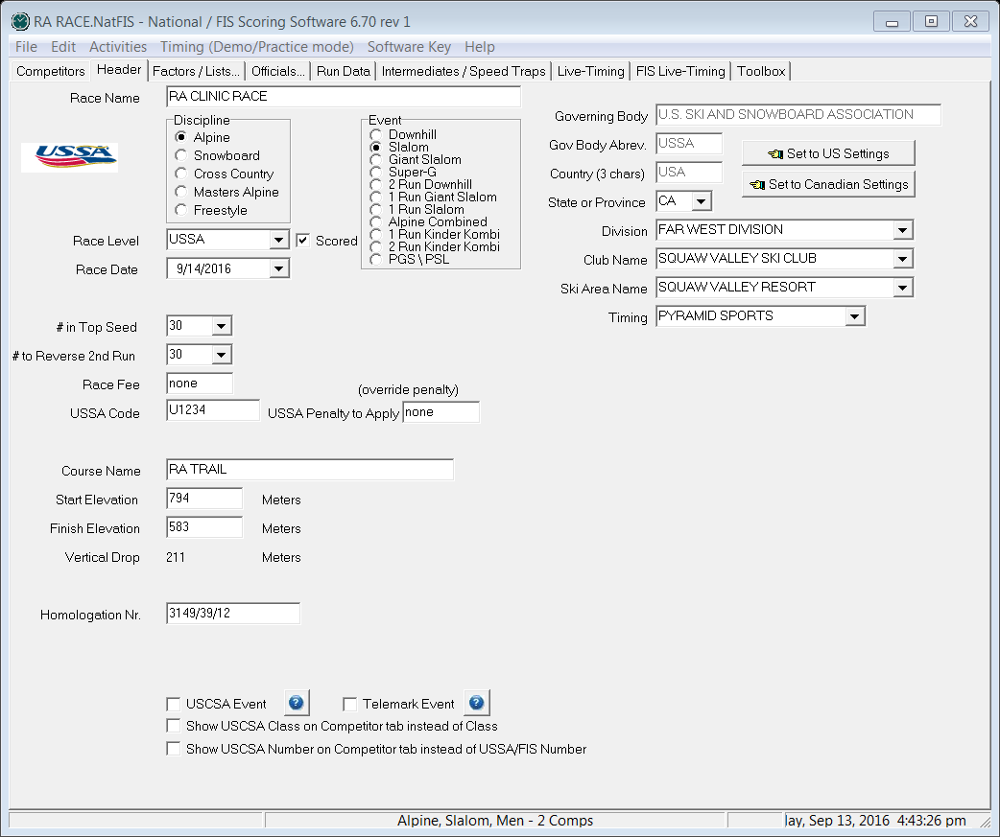 RA RACE.NatFIS - National / FIS Scoring Software 6.70 rev 1
File Edit Activities Timing (Demo/Practice mode) Software Key Help
Competitors Header Factors / Lists... Officials... Run Data Intermediates / Speed Traps Live-Timing FIS Live-Timing Toolbox
Race Name RA CLINIC RACE
USSA
Discipline
Alpine
Snowboard
Cross Country
Masters Alpine
Freestyle
Event
Downhill
Slalom
Giant Slalom
Super-G
2 Run Downhill
1 Run Giant Slalom
1 Run Slalom
Alpine Combined
1 Run Kinder Kombi
2 Run Kinder Kombi
PGS \ PSL
Race Level USSA Scored
Race Date 9/14/2016
# in Top Seed 30
# to Reverse 2nd Run 30
Race Fee none
(override penalty)
USSA Code U1234 USSA Penalty to Apply none
Course Name RA TRAIL
Start Elevation 794 Meters
Finish Elevation 583 Meters
Vertical Drop 211 Meters
Homologation Nr. 3149/39/12
Governing Body U.S. SKI AND SNOWBOARD ASSOCIATION
Gov Body Abrev. USSA
Set to US Settings
Country (3 chars) USA
Set to Canadian Settings
State or Province CA
Division FAR WEST DIVISION
Club Name SQUAW VALLEY SKI CLUB
Ski Area Name SQUAW VALLEY RESORT
Timing PYRAMID SPORTS
USCSA Event ? Telemark Event ?
Show USCSA Class on Competitor tab instead of Class
Show USCSA Number on Competitor tab instead of USSA/FIS Number
Alpine, Slalom, Men - 2 Comps
lay, Sep 13, 2016 4:43:26 pm